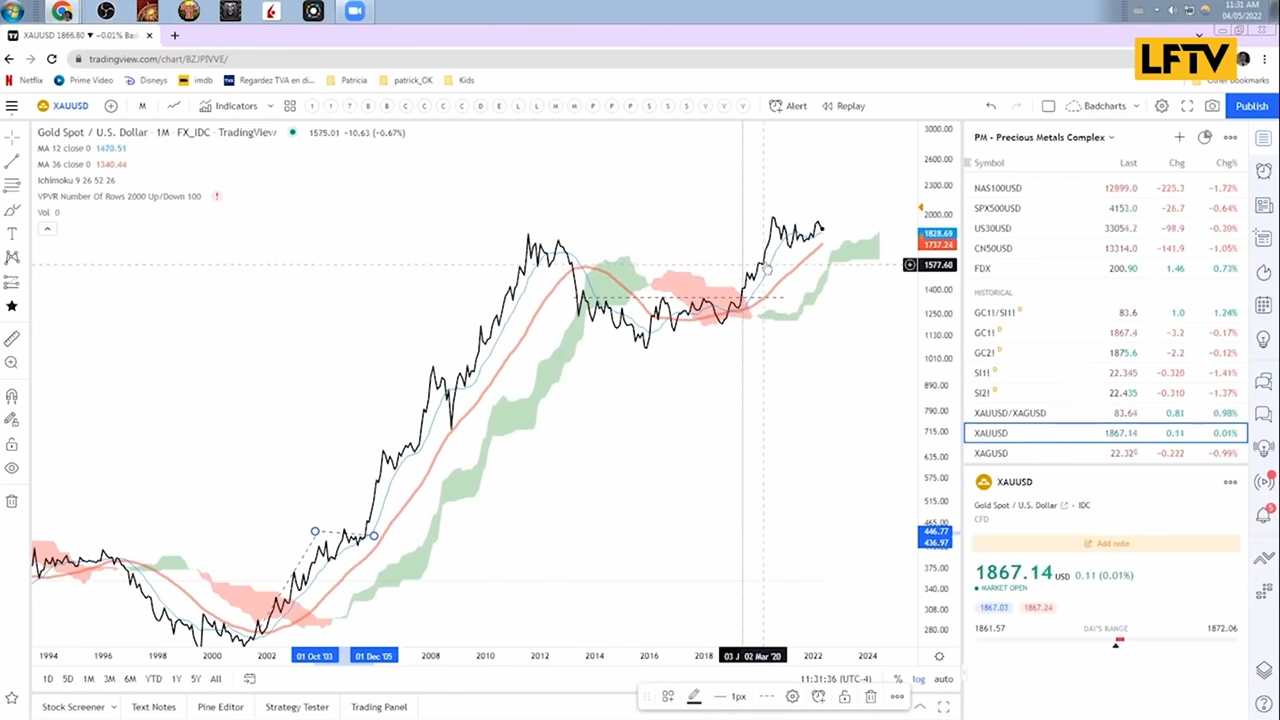 11:31 AM
04/05/2022
LFTV
XAUUSD 1866.80 ▼ +0.01% Bad
tradingview.com/chart/8ZJPIVVE/
Netflix Prime Video Disneys imdb Regardez TVA en di... Patricia patrick_OK Kids Other bookmarks
XAUUSD M Indicators Alert Replay Badcharts Publish
Gold Spot / U.S. Dollar · 1M · FX_IDC · TradingView 1575.01 −10.63 (−0.67%)
MA 12 close 0 1470.51
MA 36 close 0 1340.44
Ichimoku 9 26 52 26
VPVR Number Of Rows 2000 Up/Down 100
Vol 0
3000.00
2600.00
2300.00
2000.00
1828.69
1737.24
1577.60
1400.00
1250.00
1130.00
1010.00
890.00
790.00
715.00
635.00
575.00
515.00
465.00
446.77
436.97
375.00
340.00
308.00
280.00
1994 1996 1998 2000 2002 01 Oct '03 01 Dec '05 2008 2010 2012 2014 2016 2018 03 J 02 Mar '20 2022 2024
1D 5D 1M 3M 6M YTD 1Y 5Y All 11:31:36 (UTC-4) % log auto
1px
Stock Screener Text Notes Pine Editor Strategy Tester Trading Panel
PM - Precious Metals Complex
Symbol Last Chg Chg%
NAS100USD 12899.0 −225.3 −1.72%
SPX500USD 4153.0 −26.7 −0.64%
US30USD 33054.2 −98.9 −0.30%
CN50USD 13314.0 −141.9 −1.05%
FDX 200.90 1.46 0.73%
HISTORICAL
GC1!/SI1! D 83.6 1.0 1.24%
GC1! D 1867.4 −3.2 −0.17%
GC2! D 1875.6 −2.2 −0.12%
SI1! D 22.345 −0.320 −1.41%
SI2! D 22.435 −0.310 −1.37%
XAUUSD/XAGUSD 83.64 0.81 0.98%
XAUUSD 1867.14 0.11 0.01%
XAGUSD 22.32⁵ −0.222 −0.99%
XAUUSD
Gold Spot / U.S. Dollar · IDC
CFD
Add note
1867.14 USD 0.11 (0.01%)
MARKET OPEN
1867.03 1867.24
1861.57 DAY'S RANGE 1872.06